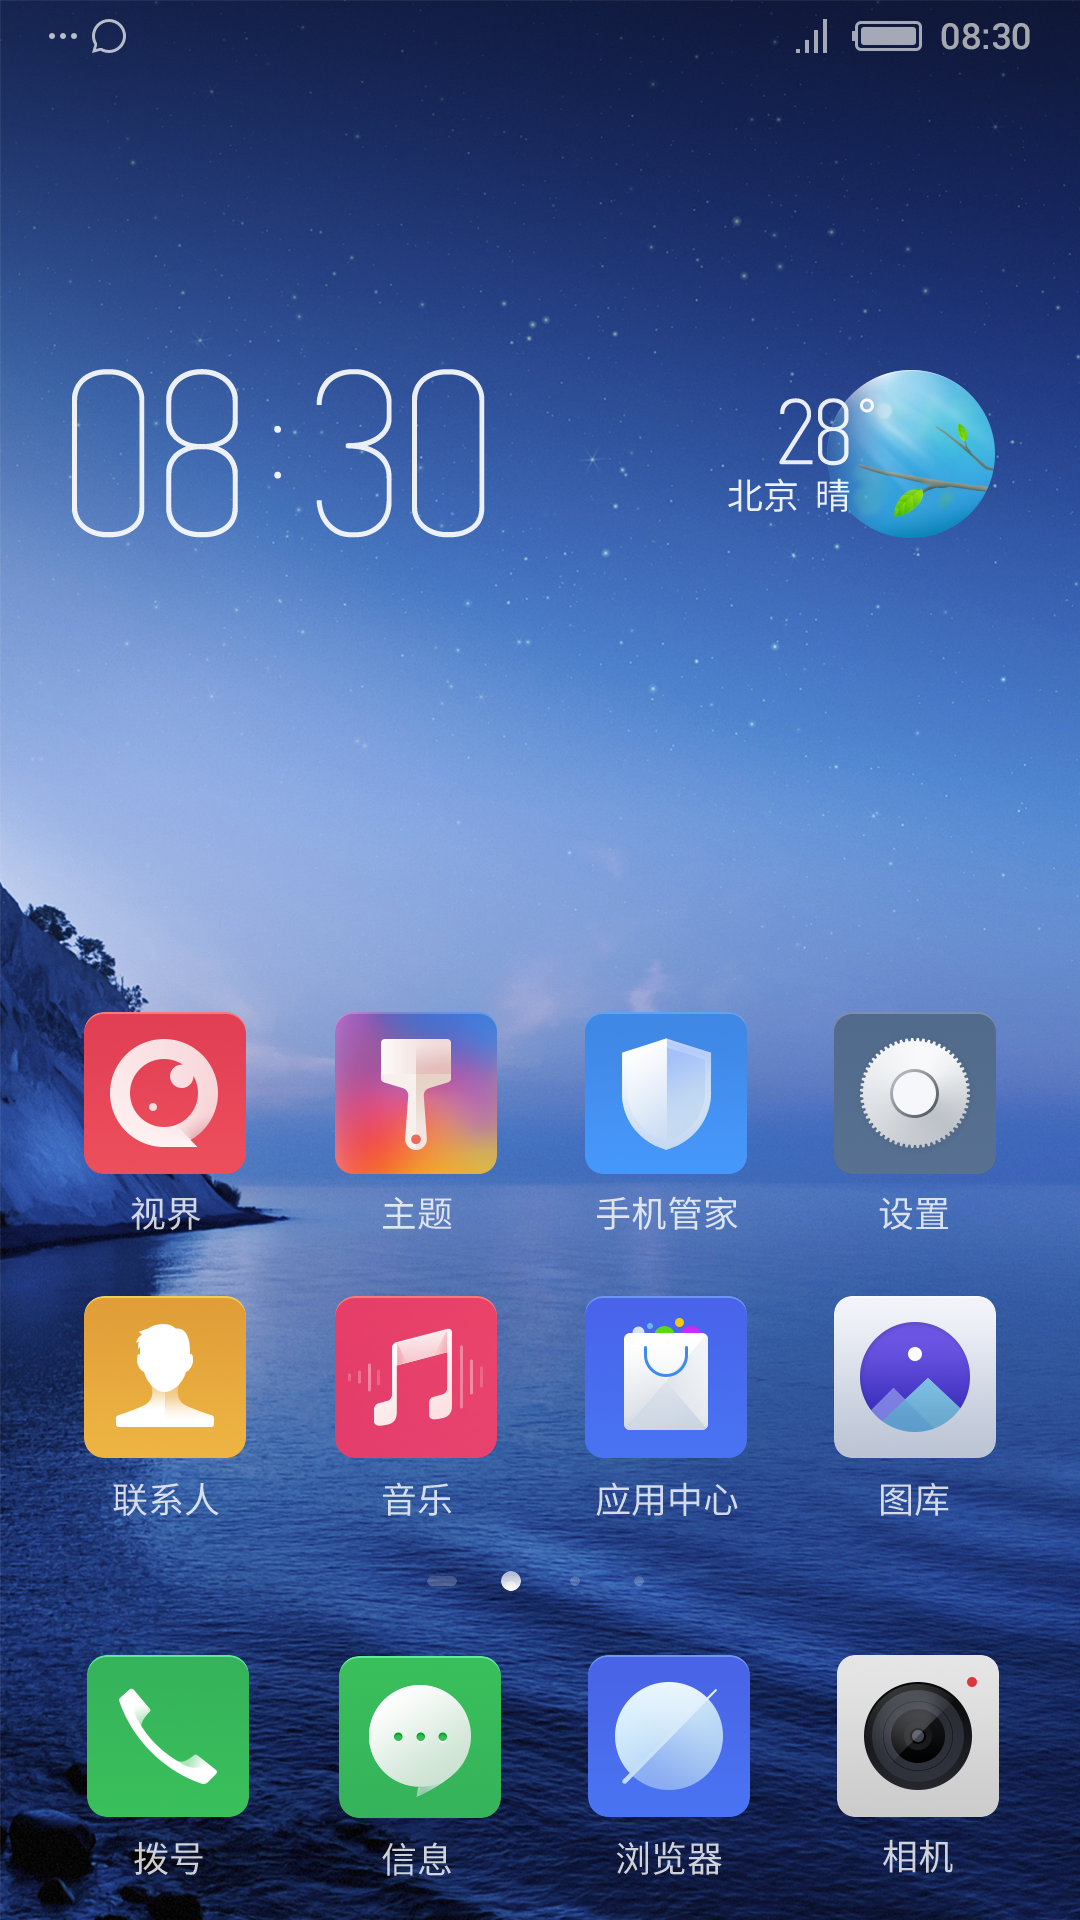 08:30
08:30
28°
北京 晴
视界 主题 手机管家 设置
联系人 音乐 应用中心 图库
拨号 信息 浏览器 相机